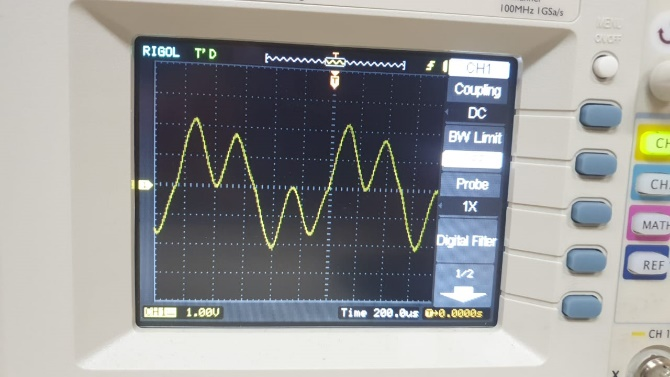 100MHz 1GSa/s
MENU
ON/OFF
RIGOL T'D
T
CH1
Coupling
DC
BW Limit
Probe
1X
Digital Filter
1/2
T
1
1.00V Time 200.0us T→0.0000s
CH
CH
MATH
REF
CH 1
X